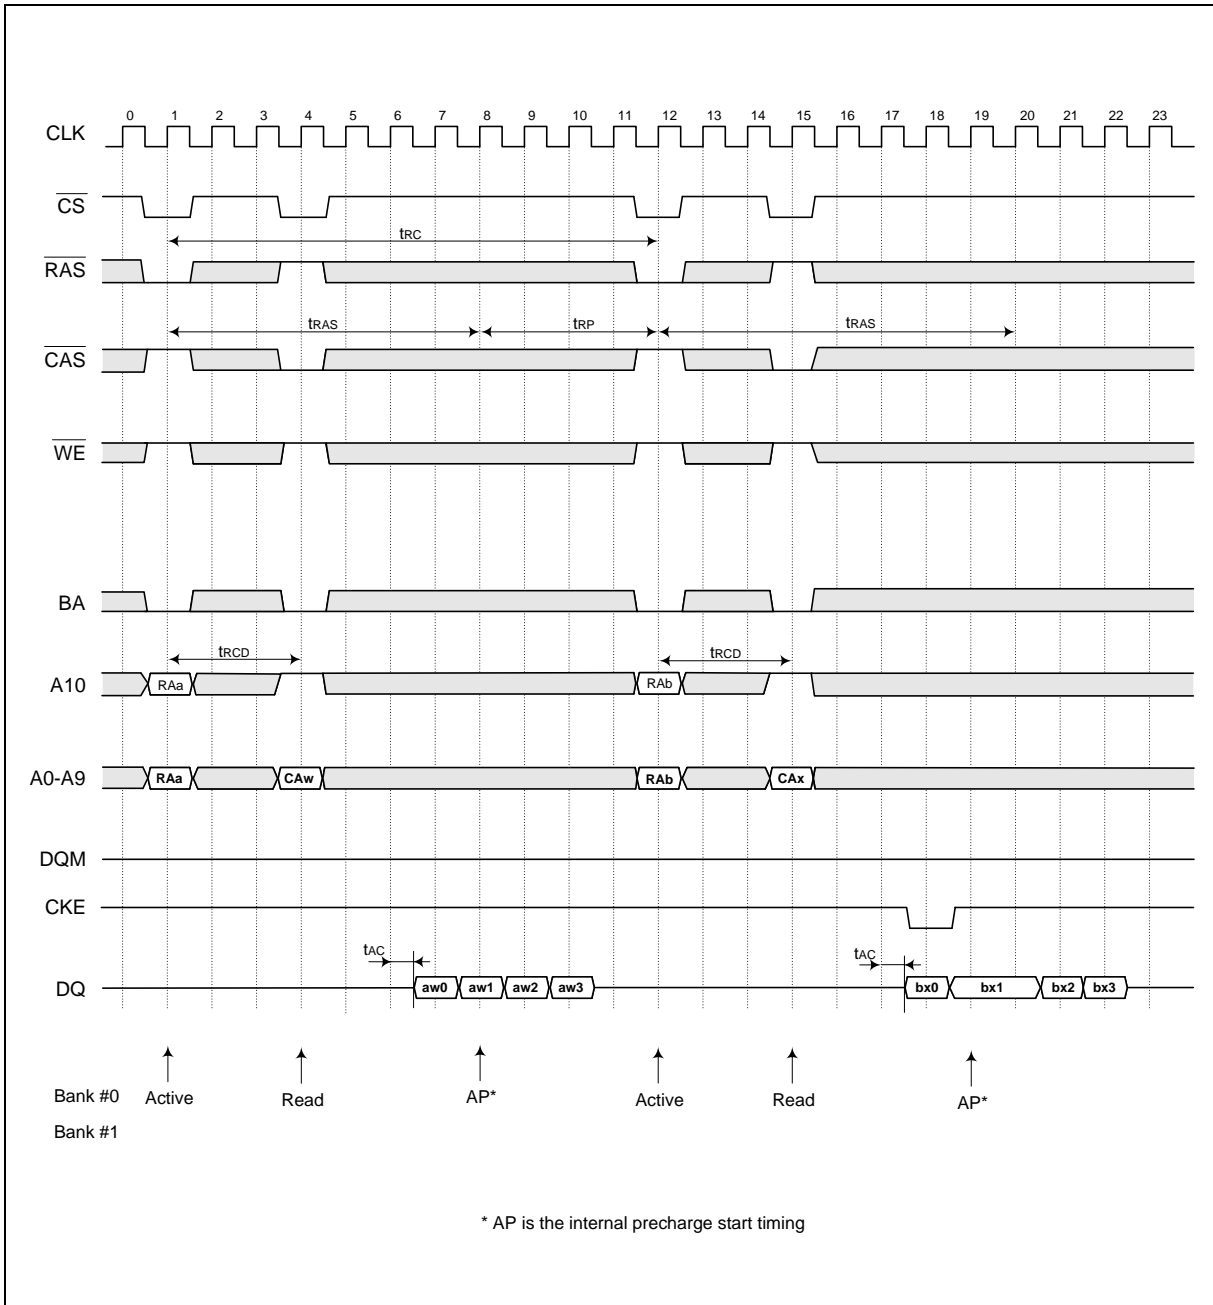 0 1 2 3 4 5 6 7 8 9 10 11 12 13 14 15 16 17 18 19 20 21 22 23
CLK
CS
tRC
RAS
tRAS tRP tRAS
CAS
WE
BA
tRCD tRCD
A10 RAa RAb
A0-A9 RAa CAw RAb CAx
DQM
CKE
tAC tAC
DQ aw0 aw1 aw2 aw3 bx0 bx1 bx2 bx3
Bank #0 Active Read AP* Active Read AP*
Bank #1
* AP is the internal precharge start timing